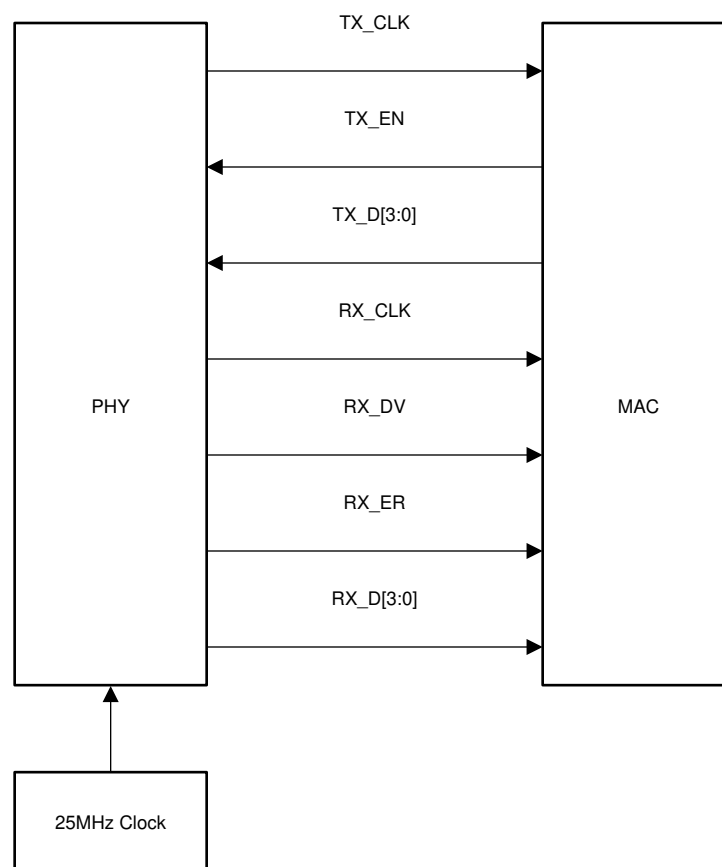 TX_CLK
TX_EN
TX_D[3:0]
RX_CLK
PHY
RX_DV
MAC
RX_ER
RX_D[3:0]
25MHz Clock